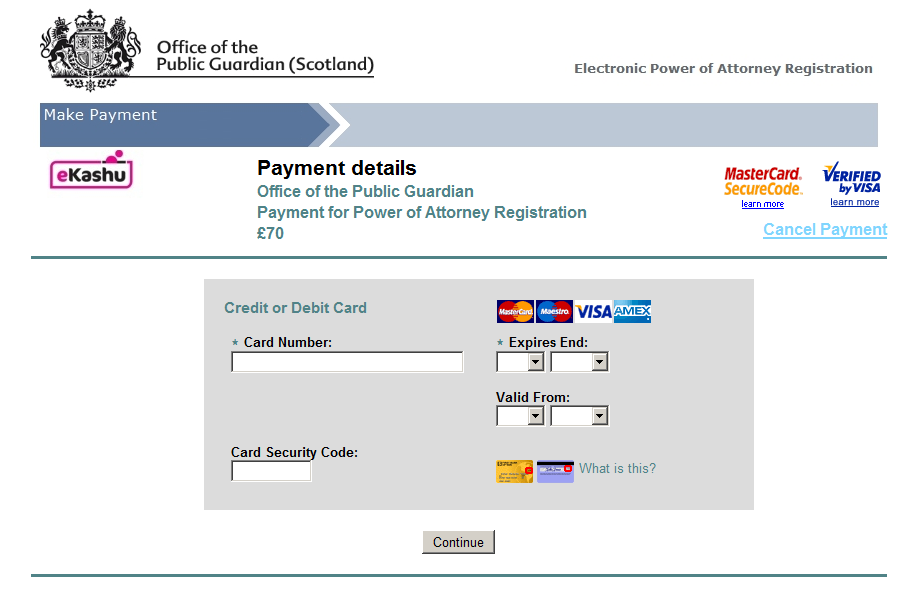 Office of the
Public Guardian (Scotland)
Electronic Power of Attorney Registration
Make Payment
eKashu
Payment details
Office of the Public Guardian
Payment for Power of Attorney Registration
£70
MasterCard.
SecureCode.
learn more
VERIFIED
by VISA
learn more
Cancel Payment
Credit or Debit Card
MasterCard
Maestro
VISA
AMEX
* Card Number:
* Expires End:
Valid From:
Card Security Code:
What is this?
Continue